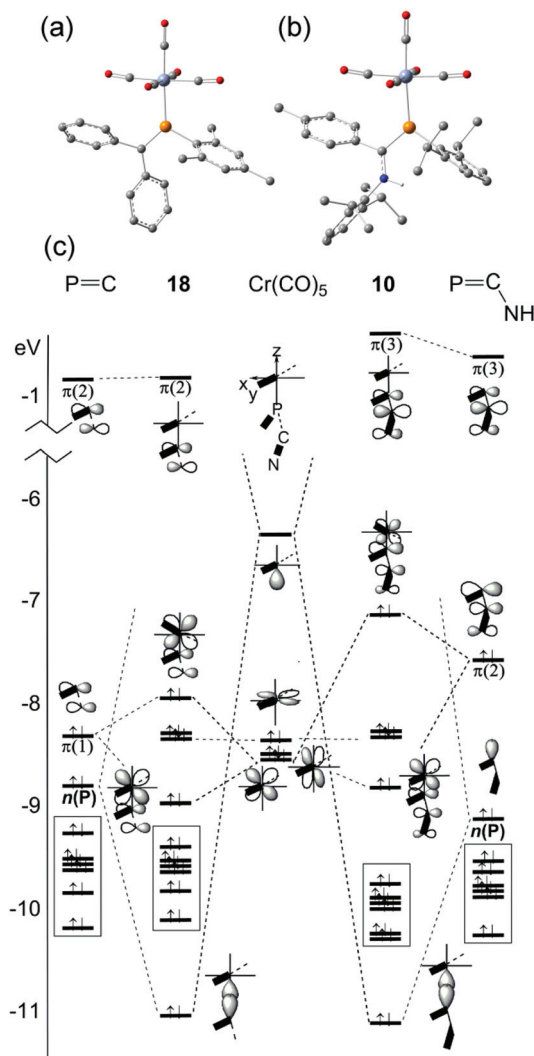 (a) (b)
(c)
P=C 18 Cr(CO)5 10 P=C
NH
eV
π(3)
π(2) π(2) z π(3)
-1 x y
P
C
N
-6
-7
π(2)
-8
π(1)
n(P)
-9
n(P)
-10
-11